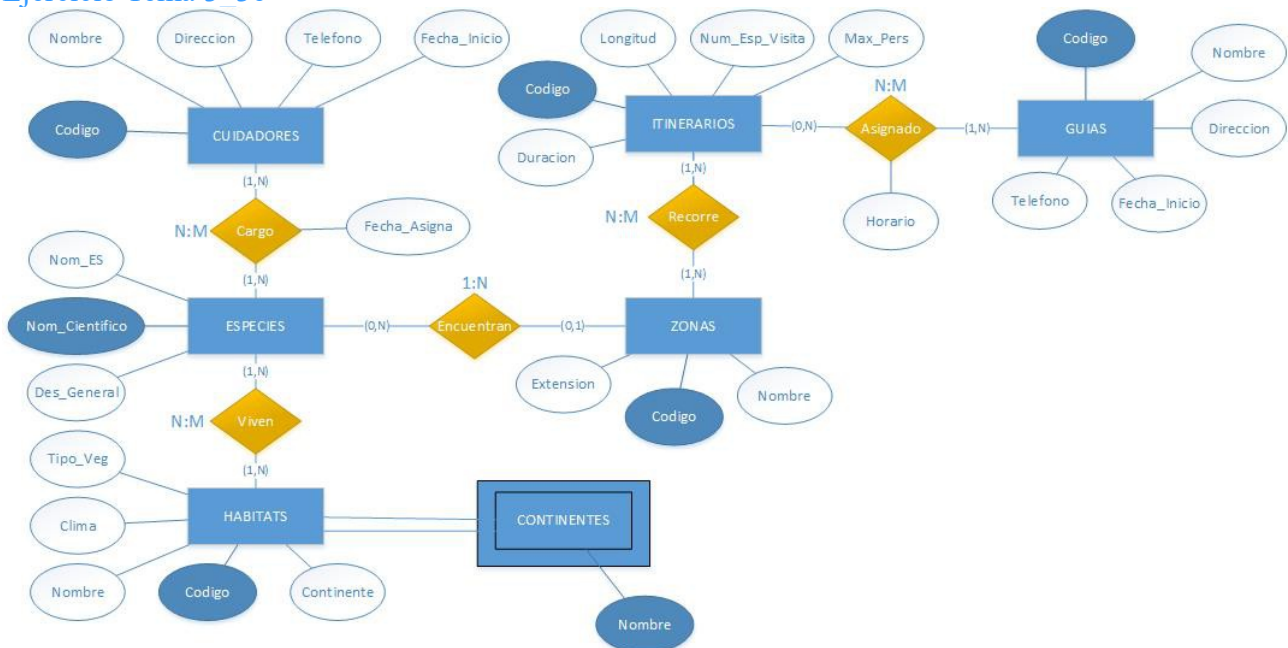 Nombre
Direccion
Telefono
Fecha_Inicio
Codigo
CUIDADORES
(1,N)
N:M
Cargo
Fecha_Asigna
(1,N)
Nom_ES
Nom_Cientifico
ESPECIES
Des_General
(0,N)
1:N
Encuentran
(0,1)
(1,N)
N:M
Viven
(1,N)
Tipo_Veg
Clima
Nombre
HABITATS
Codigo
Continente
CONTINENTES
Nombre
Longitud
Num_Esp_Visita
Max_Pers
Codigo
ITINERARIOS
Duracion
(0,N)
N:M
Asignado
(1,N)
Horario
(1,N)
N:M
Recorre
(1,N)
ZONAS
Extension
Codigo
Nombre
Codigo
Nombre
GUIAS
Direccion
Telefono
Fecha_Inicio